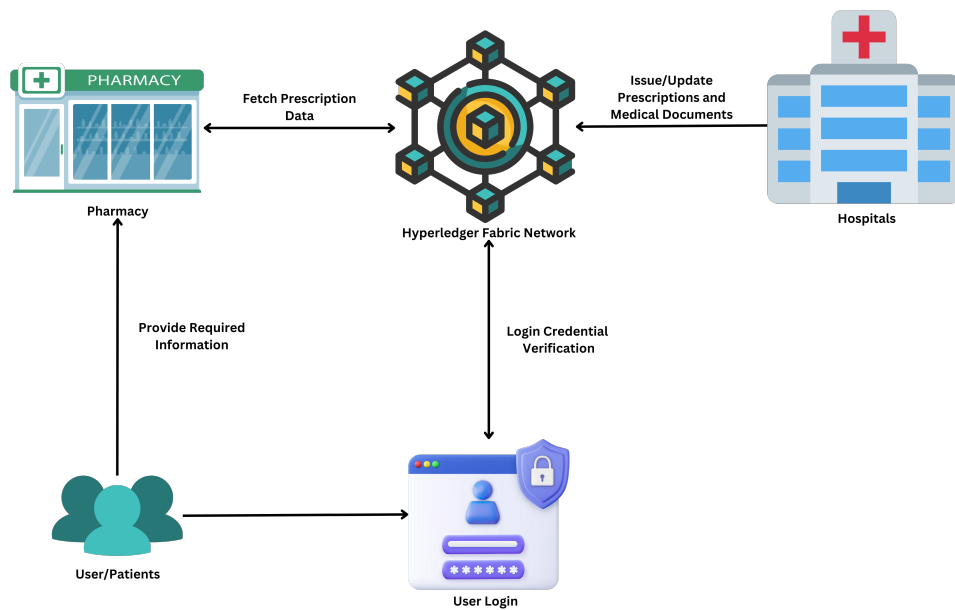 PHARMACY
Fetch Prescription
Data
Issue/Update
Prescriptions and
Medical Documents
Pharmacy
Hyperledger Fabric Network
Hospitals
Provide Required
Information
Login Credential
Verification
User/Patients
User Login